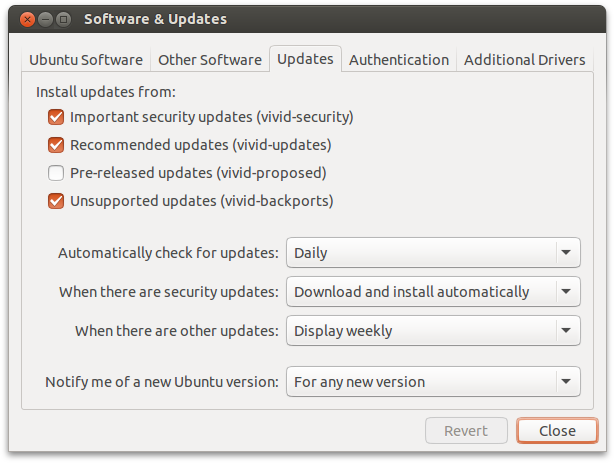 Software & Updates
Ubuntu Software Other Software Updates Authentication Additional Drivers
Install updates from:
Important security updates (vivid-security)
Recommended updates (vivid-updates)
Pre-released updates (vivid-proposed)
Unsupported updates (vivid-backports)
Automatically check for updates: Daily
When there are security updates: Download and install automatically
When there are other updates: Display weekly
Notify me of a new Ubuntu version: For any new version
Revert Close